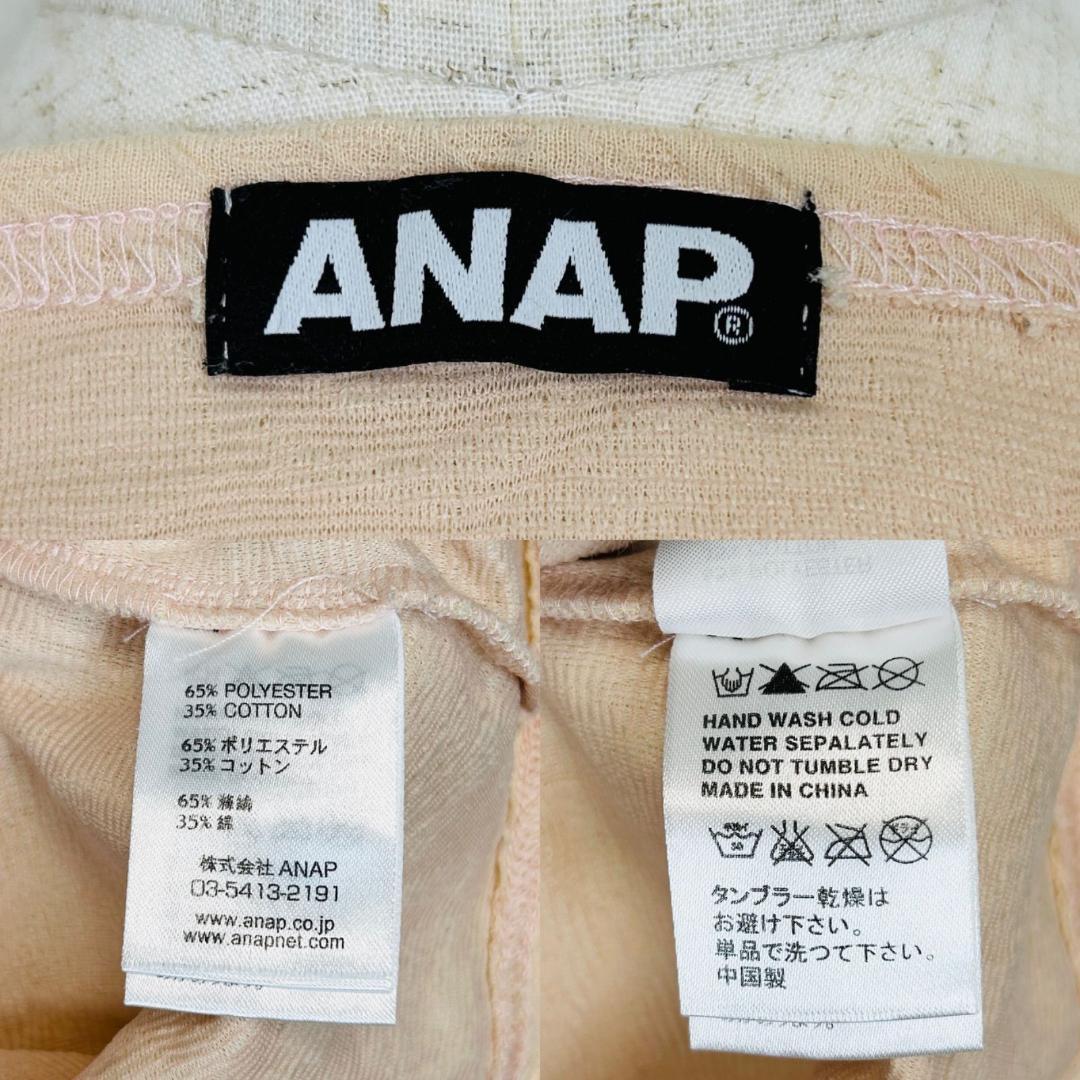 ANAP
®
65% POLYESTER
35% COTTON
65% ポリエステル
35% コットン
65%
35% 綿
株式会社 ANAP
03-5413-2191
www.anap.co.jp
www.anapnet.com
HAND WASH COLD
WATER SEPALATELY
DO NOT TUMBLE DRY
MADE IN CHINA
タンブラー乾燥は
お避け下さい。
単品で洗つて下さい。
中国製